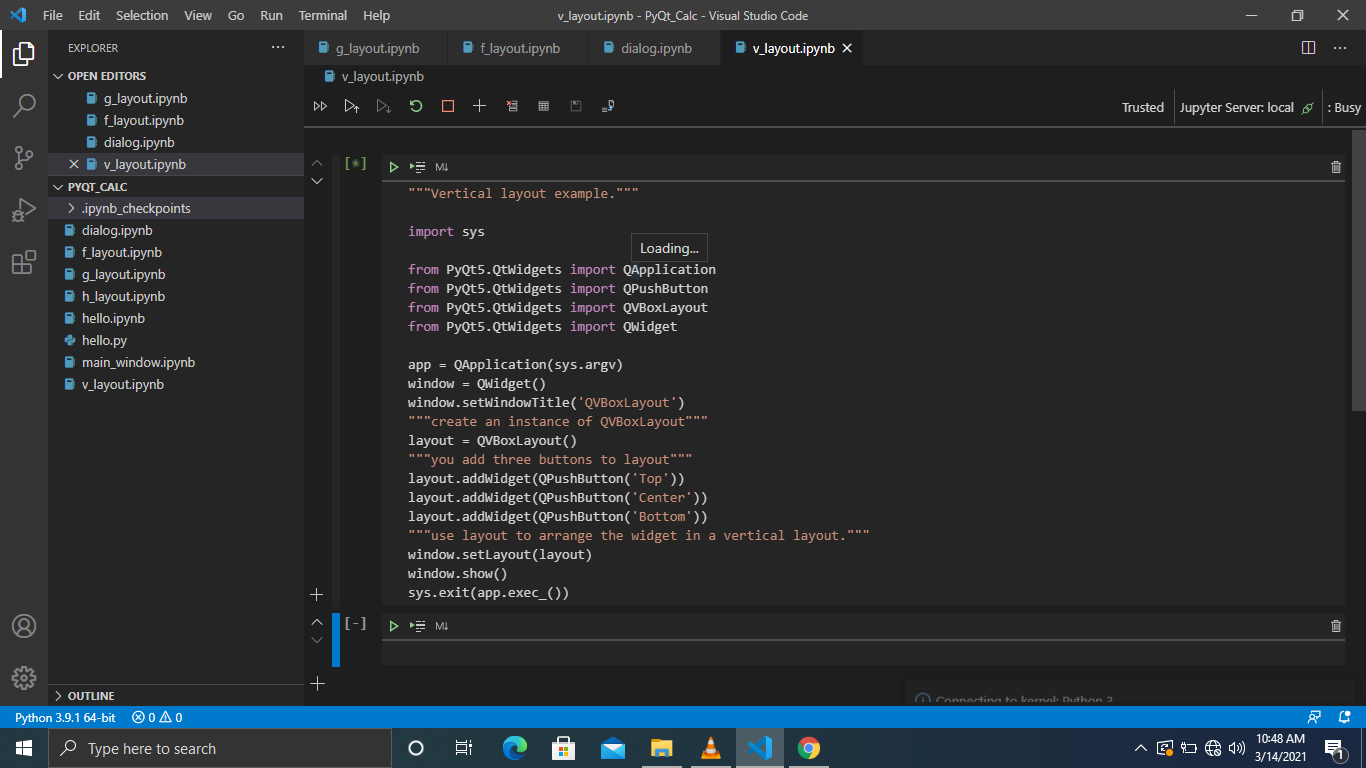 File Edit Selection View Go Run Terminal Help
v_layout.ipynb - PyQt_Calc - Visual Studio Code
EXPLORER
OPEN EDITORS
g_layout.ipynb
f_layout.ipynb
dialog.ipynb
v_layout.ipynb
PYQT_CALC
.ipynb_checkpoints
dialog.ipynb
f_layout.ipynb
g_layout.ipynb
h_layout.ipynb
hello.ipynb
hello.py
main_window.ipynb
v_layout.ipynb
OUTLINE
g_layout.ipynb f_layout.ipynb dialog.ipynb v_layout.ipynb
v_layout.ipynb
Trusted Jupyter Server: local : Busy
[*] M↓
"""Vertical layout example."""
import sys
Loading...
from PyQt5.QtWidgets import QApplication
from PyQt5.QtWidgets import QPushButton
from PyQt5.QtWidgets import QVBoxLayout
from PyQt5.QtWidgets import QWidget
app = QApplication(sys.argv)
window = QWidget()
window.setWindowTitle('QVBoxLayout')
"""create an instance of QVBoxLayout"""
layout = QVBoxLayout()
"""you add three buttons to layout"""
layout.addWidget(QPushButton('Top'))
layout.addWidget(QPushButton('Center'))
layout.addWidget(QPushButton('Bottom'))
"""use layout to arrange the widget in a vertical layout."""
window.setLayout(layout)
window.show()
sys.exit(app.exec_())
[-] M↓
Connecting to kernel: Python 3
Python 3.9.1 64-bit 0 0
Type here to search
10:48 AM
3/14/2021
1